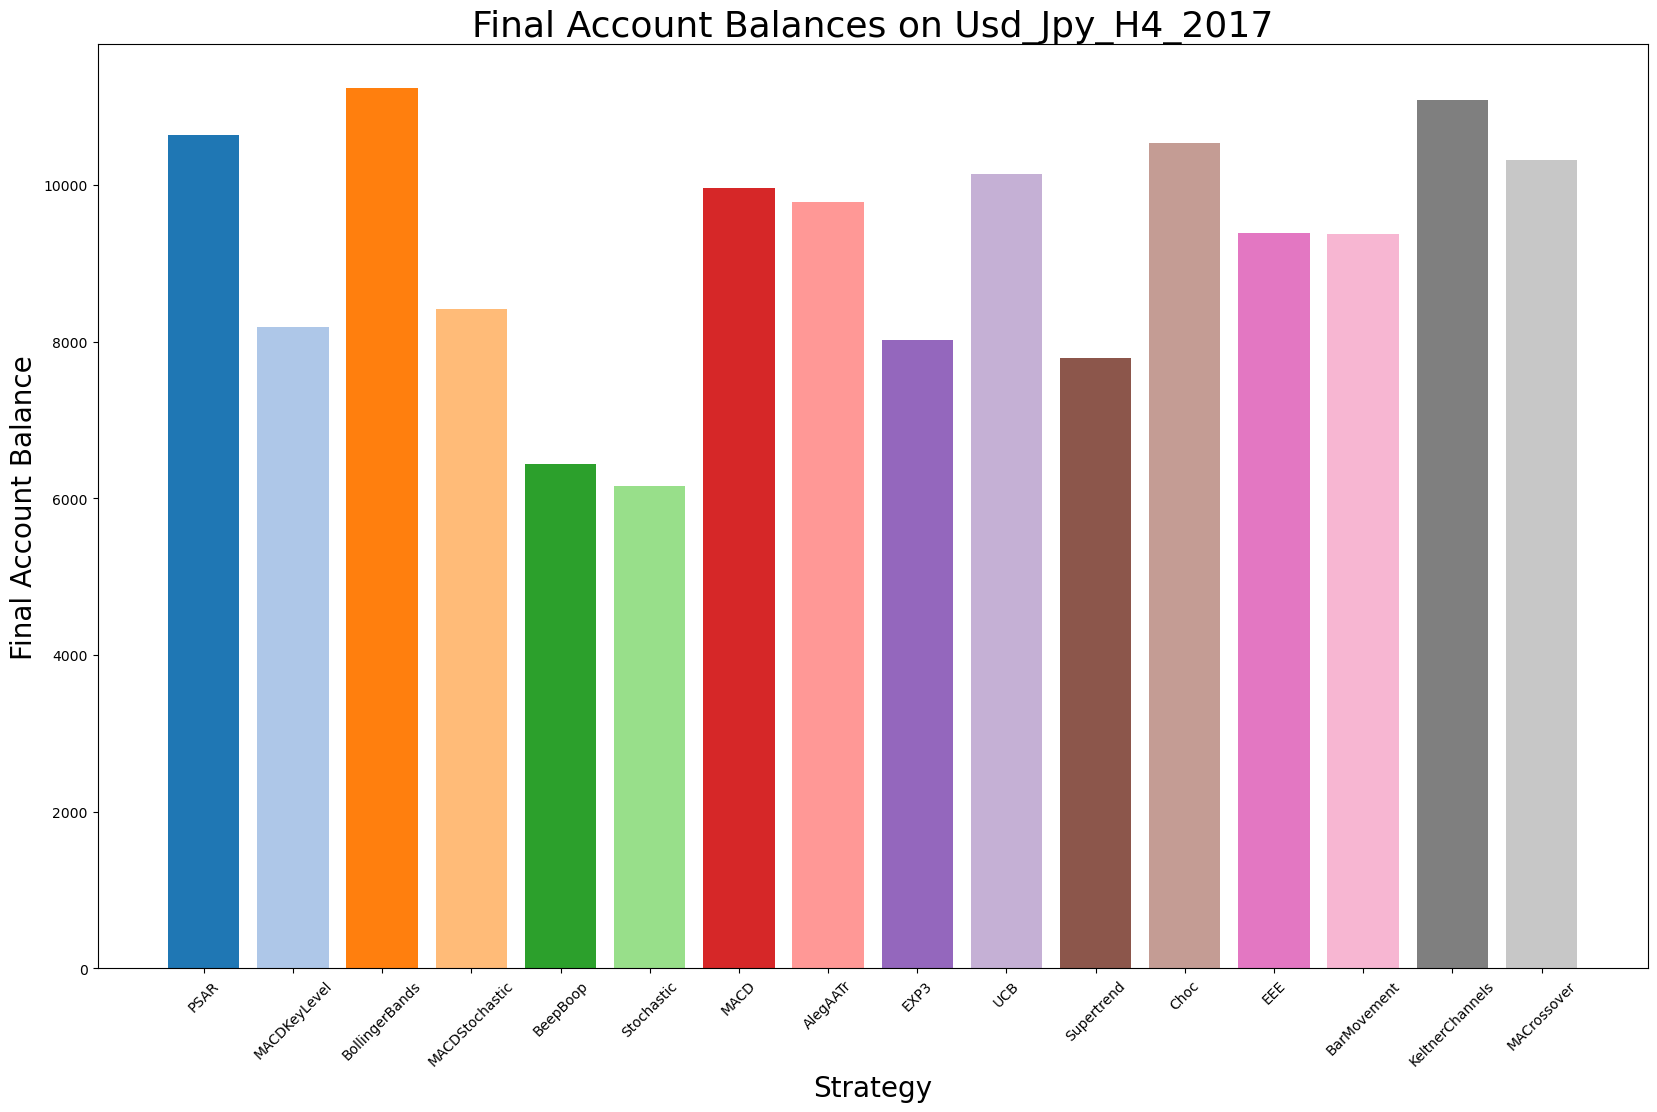 Final Account Balances on Usd_Jpy_H4_2017
Final Account Balance
10000
8000
6000
4000
2000
0
PSAR
MACDKeyLevel
BollingerBands
MACDStochastic
BeepBoop
Stochastic
MACD
AlegAATr
EXP3
UCB
Supertrend
Choc
EEE
BarMovement
KeltnerChannels
MACrossover
Strategy